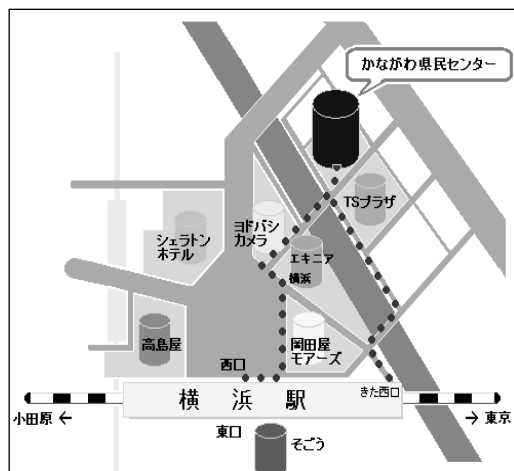 かながわ県民センター
TSプラザ
ヨドバシ
カメラ
シェラトン
ホテル
エキニア
横浜
岡田屋
モアーズ
高島屋
西口
きた西口
横浜駅
小田原 ←
→ 東京
東口
そごう